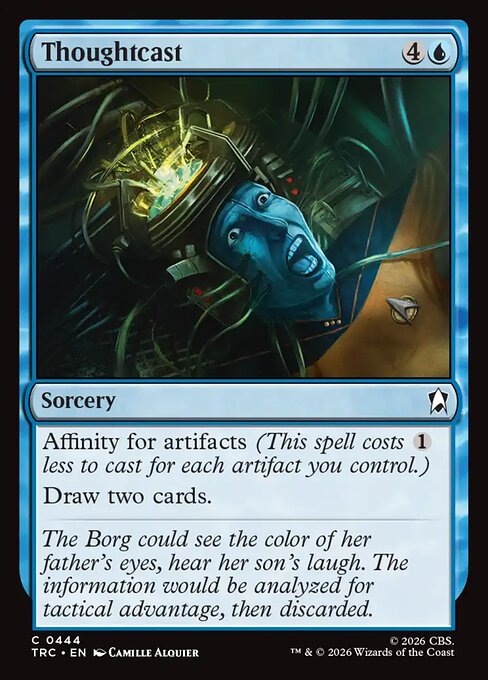 Thoughtcast 4
Sorcery
Affinity for artifacts (This spell costs 1
less to cast for each artifact you control.)
Draw two cards.
The Borg could see the color of her
father's eyes, hear her son's laugh. The
information would be analyzed for
tactical advantage, then discarded.
C 0444
TRC • EN Camille Alquier
© 2026 CBS.
™ & © 2026 Wizards of the Coast